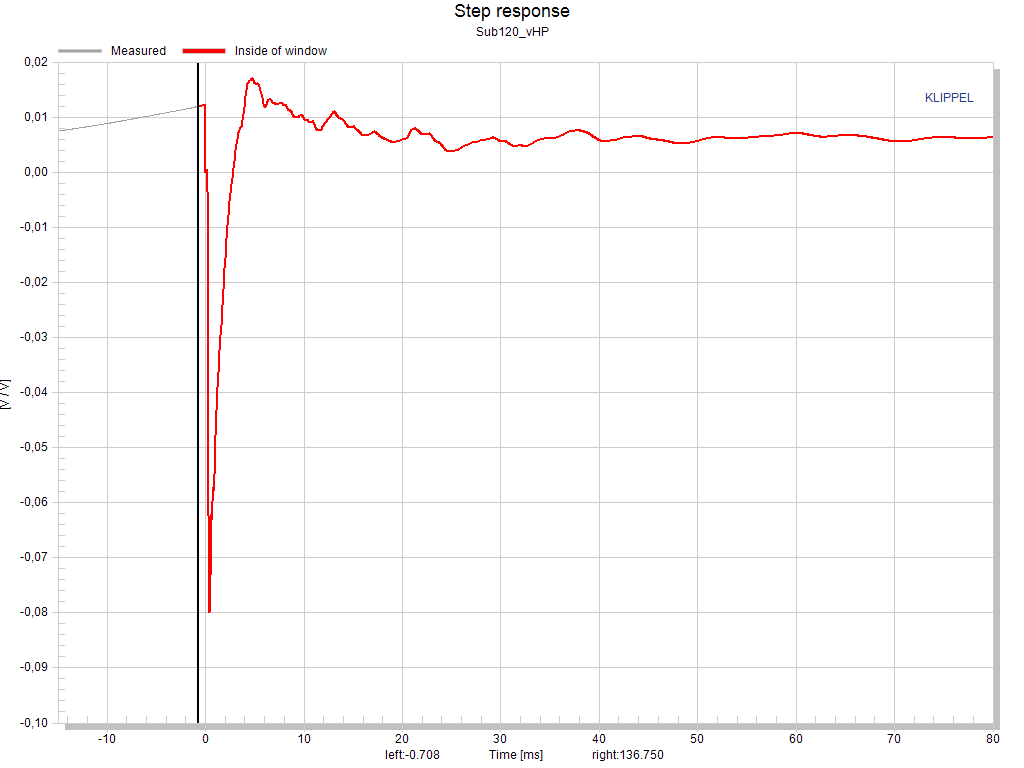 Step response
Sub120_vHP
Measured Inside of window
KLIPPEL
0,02
0,01
0,00
-0,01
-0,02
-0,03
-0,04
-0,05
-0,06
-0,07
-0,08
-0,09
-0,10
[V / V]
-10 0 10 20 30 40 50 60 70 80
left:-0.708 Time [ms] right:136.750